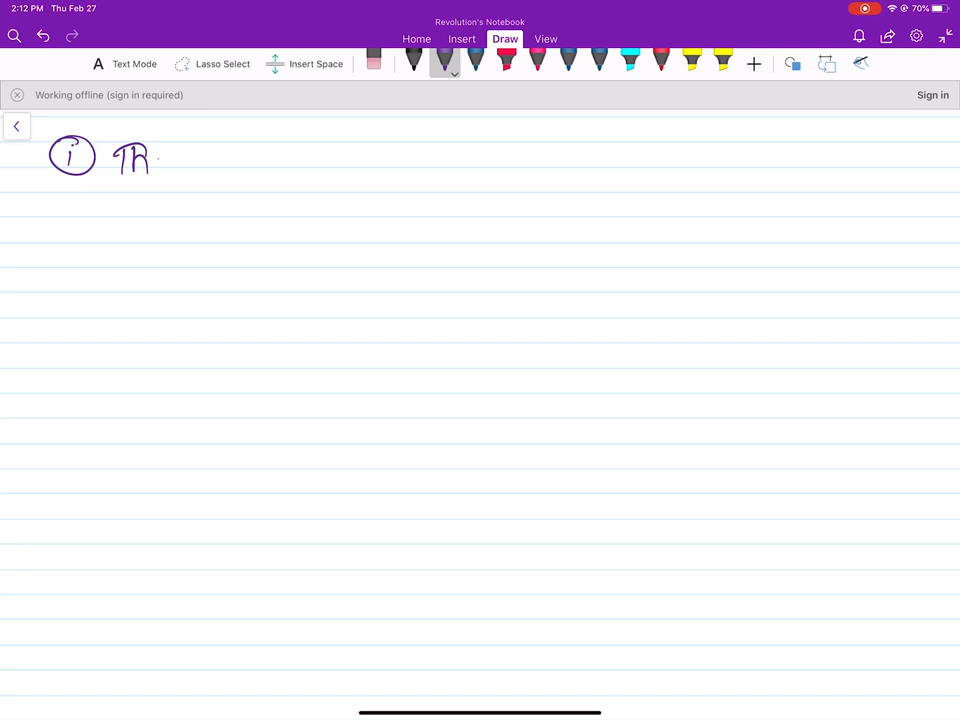 2:12 PM Thu Feb 27 70%
Revolution's Notebook
Home Insert Draw View
A Text Mode Lasso Select Insert Space
Working offline (sign in required) Sign in
i Th